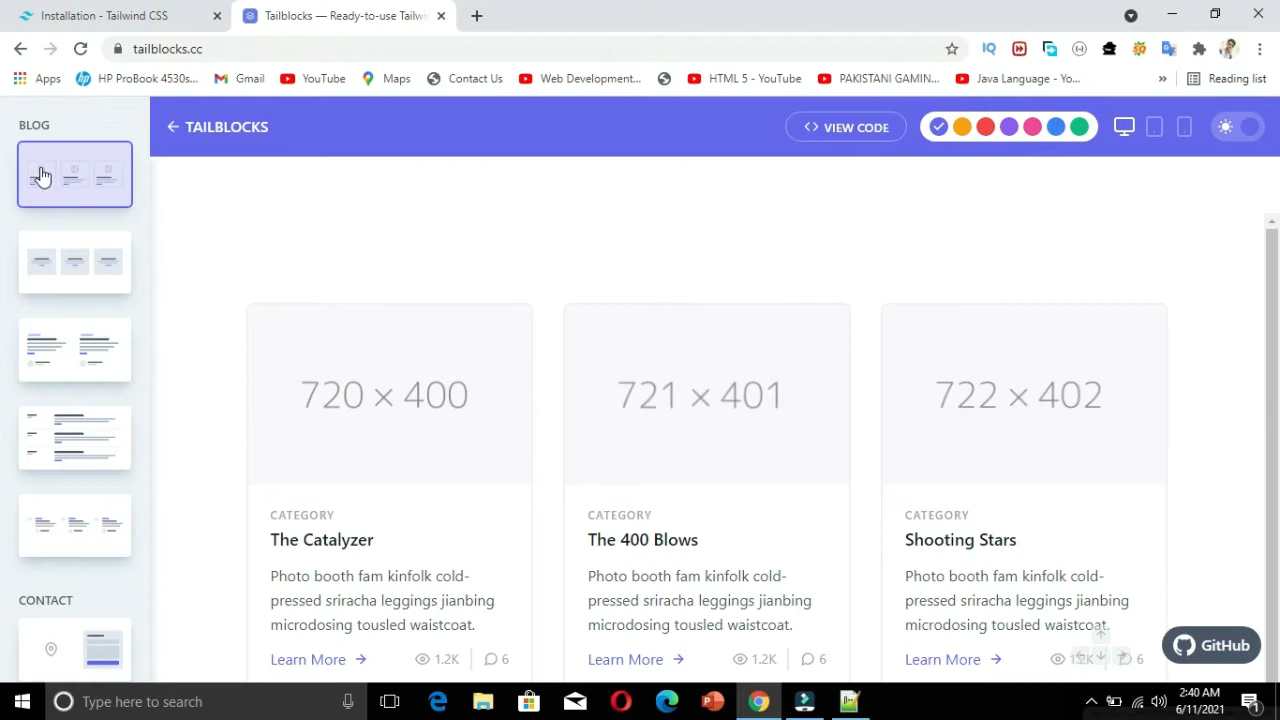 Installation - Tailwind CSS
Tailblocks — Ready-to-use Tailwi
tailblocks.cc
Apps
HP ProBook 4530s...
Gmail
YouTube
Maps
Contact Us
Web Development...
HTML 5 - YouTube
PAKISTANI GAMIN...
Java Language - Yo...
»
Reading list
BLOG
TAILBLOCKS
<> VIEW CODE
720 × 400
721 × 401
722 × 402
CATEGORY
CATEGORY
CATEGORY
The Catalyzer
The 400 Blows
Shooting Stars
Photo booth fam kinfolk cold-
pressed sriracha leggings jianbing
microdosing tousled waistcoat.
Photo booth fam kinfolk cold-
pressed sriracha leggings jianbing
microdosing tousled waistcoat.
Photo booth fam kinfolk cold-
pressed sriracha leggings jianbing
microdosing tousled waistcoat.
Learn More → 1.2K 6
Learn More → 1.2K 6
Learn More → 1.2K 6
CONTACT
GitHub
Type here to search
2:40 AM
6/11/2021